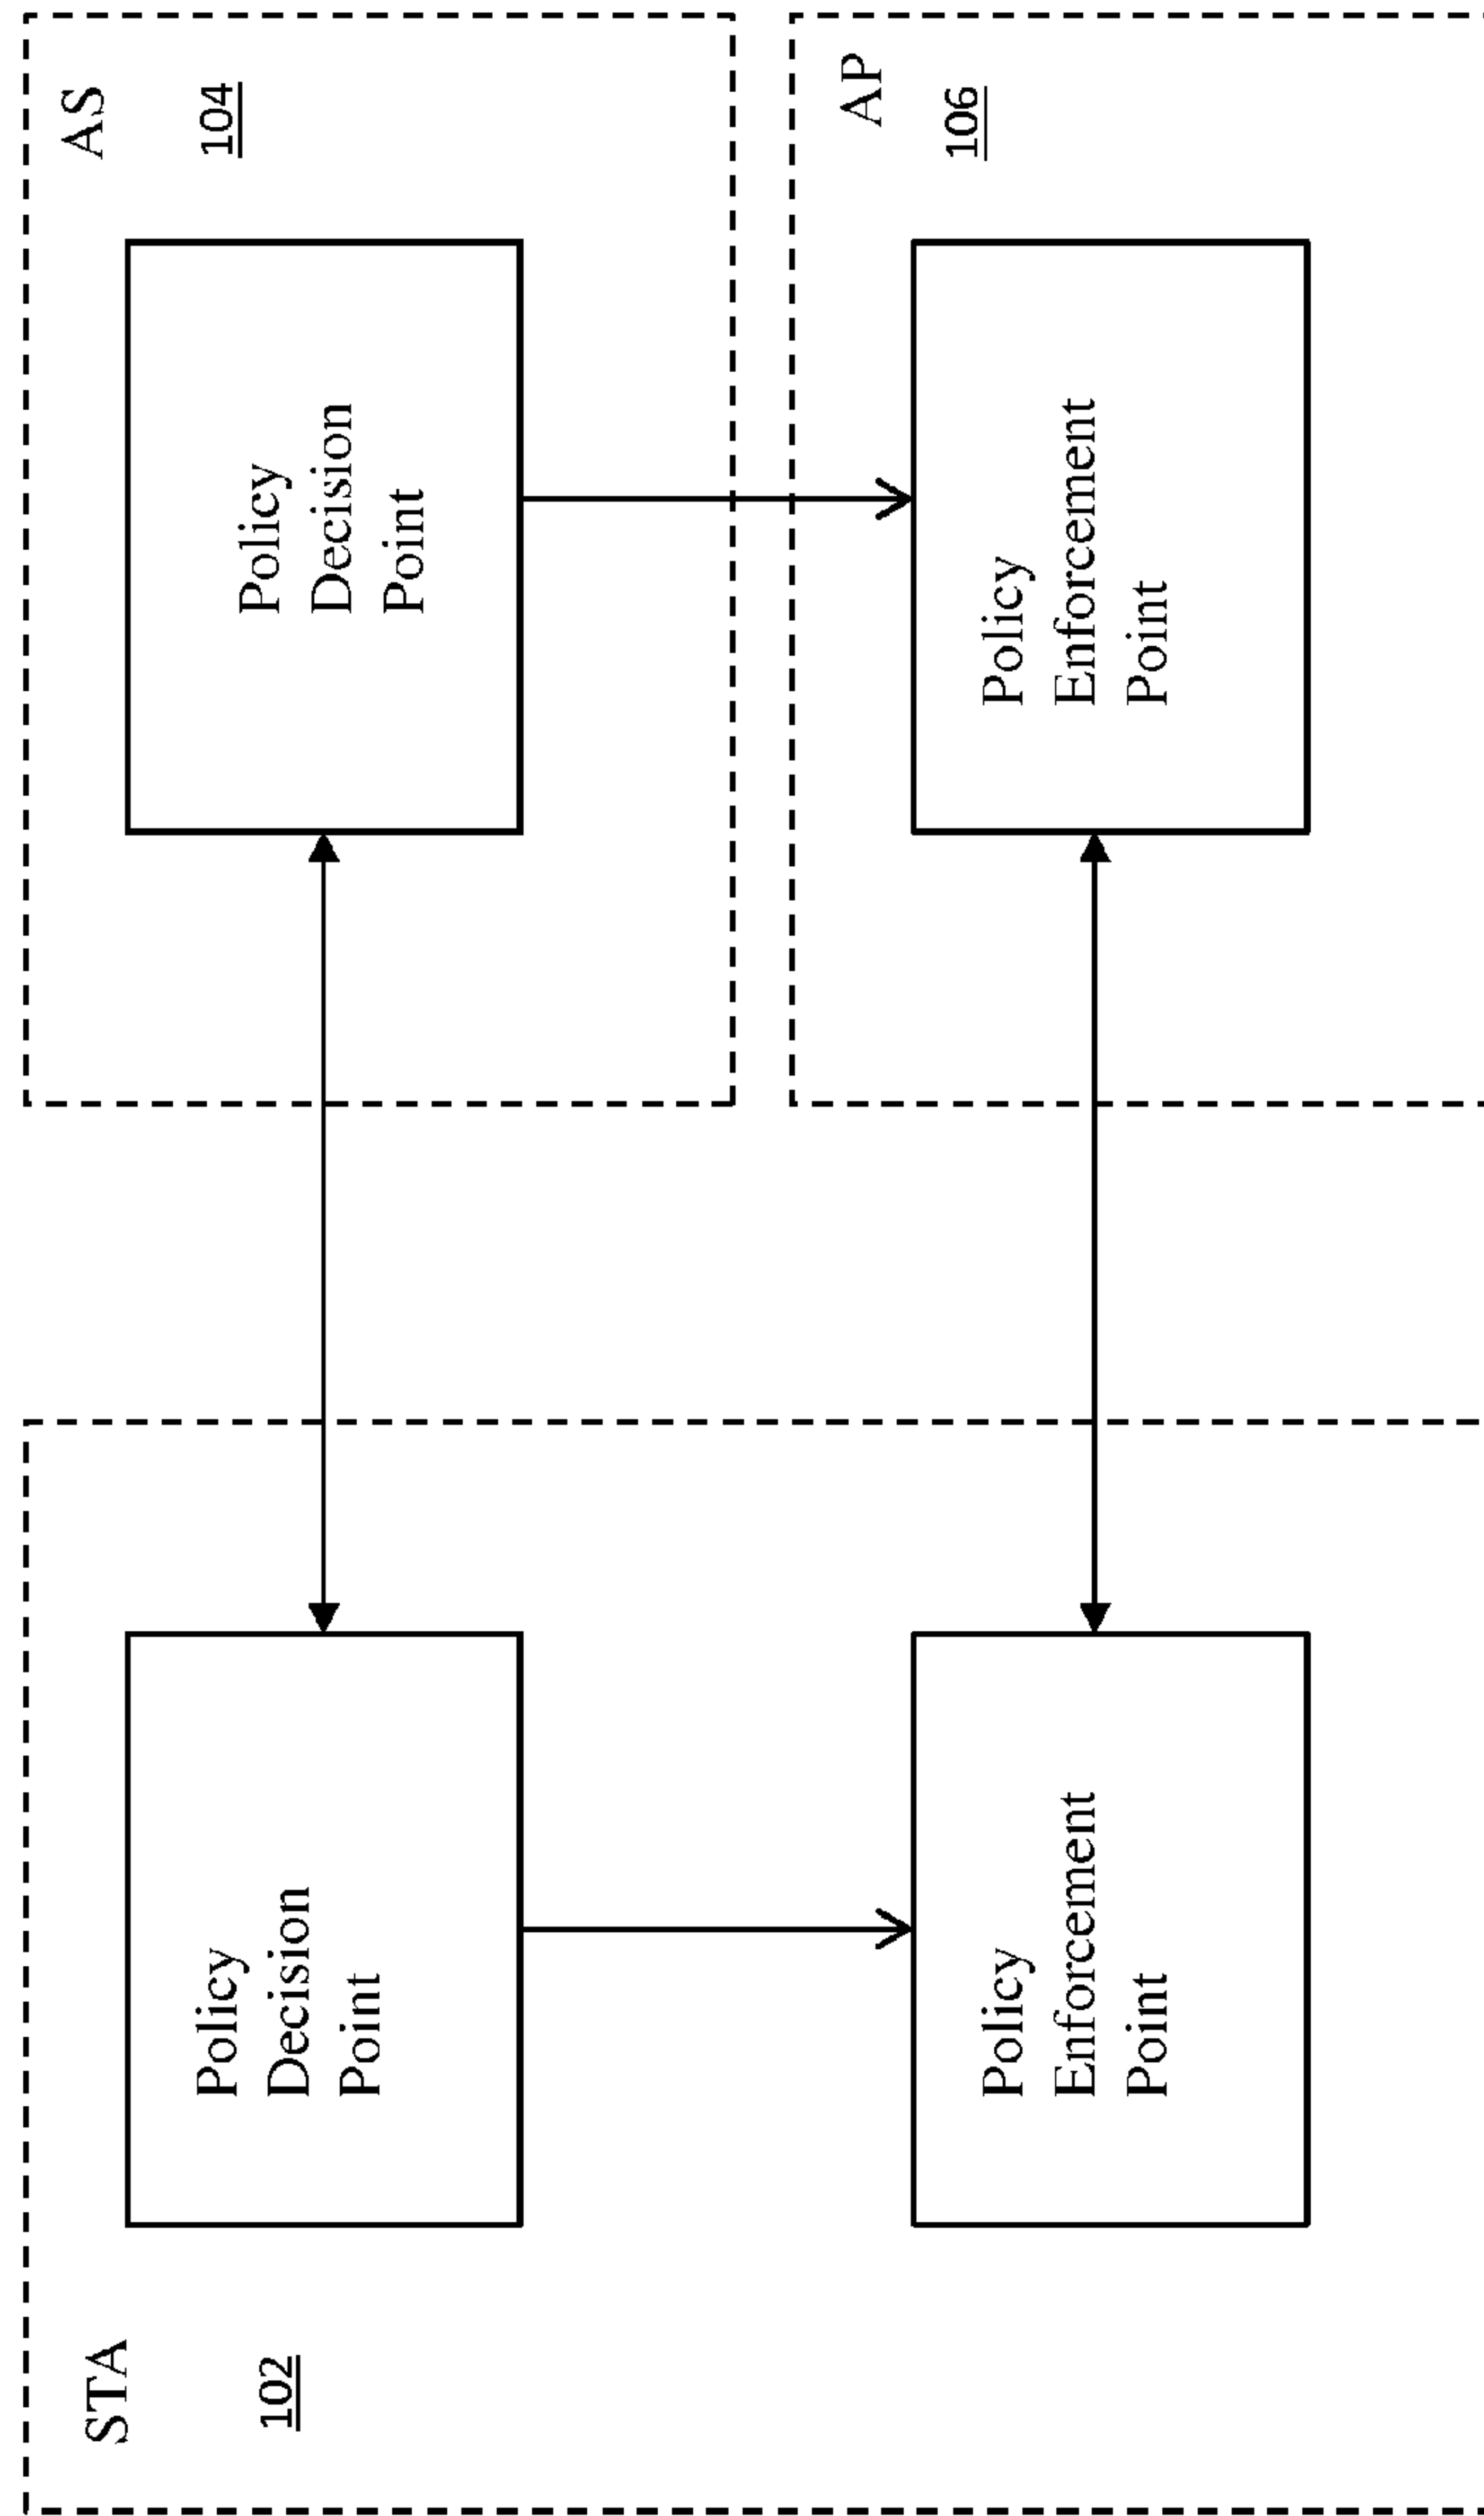 STA
102
Policy
Decision
Point
Policy
Enforcement
Point
AS
104
Policy
Decision
Point
AP
106
Policy
Enforcement
Point